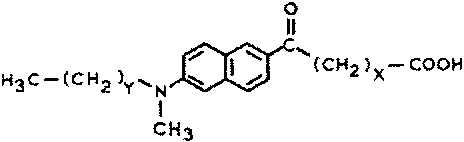 O
C
H₃C—(CH₂)Y
(CH₂)X—COOH
N
CH₃